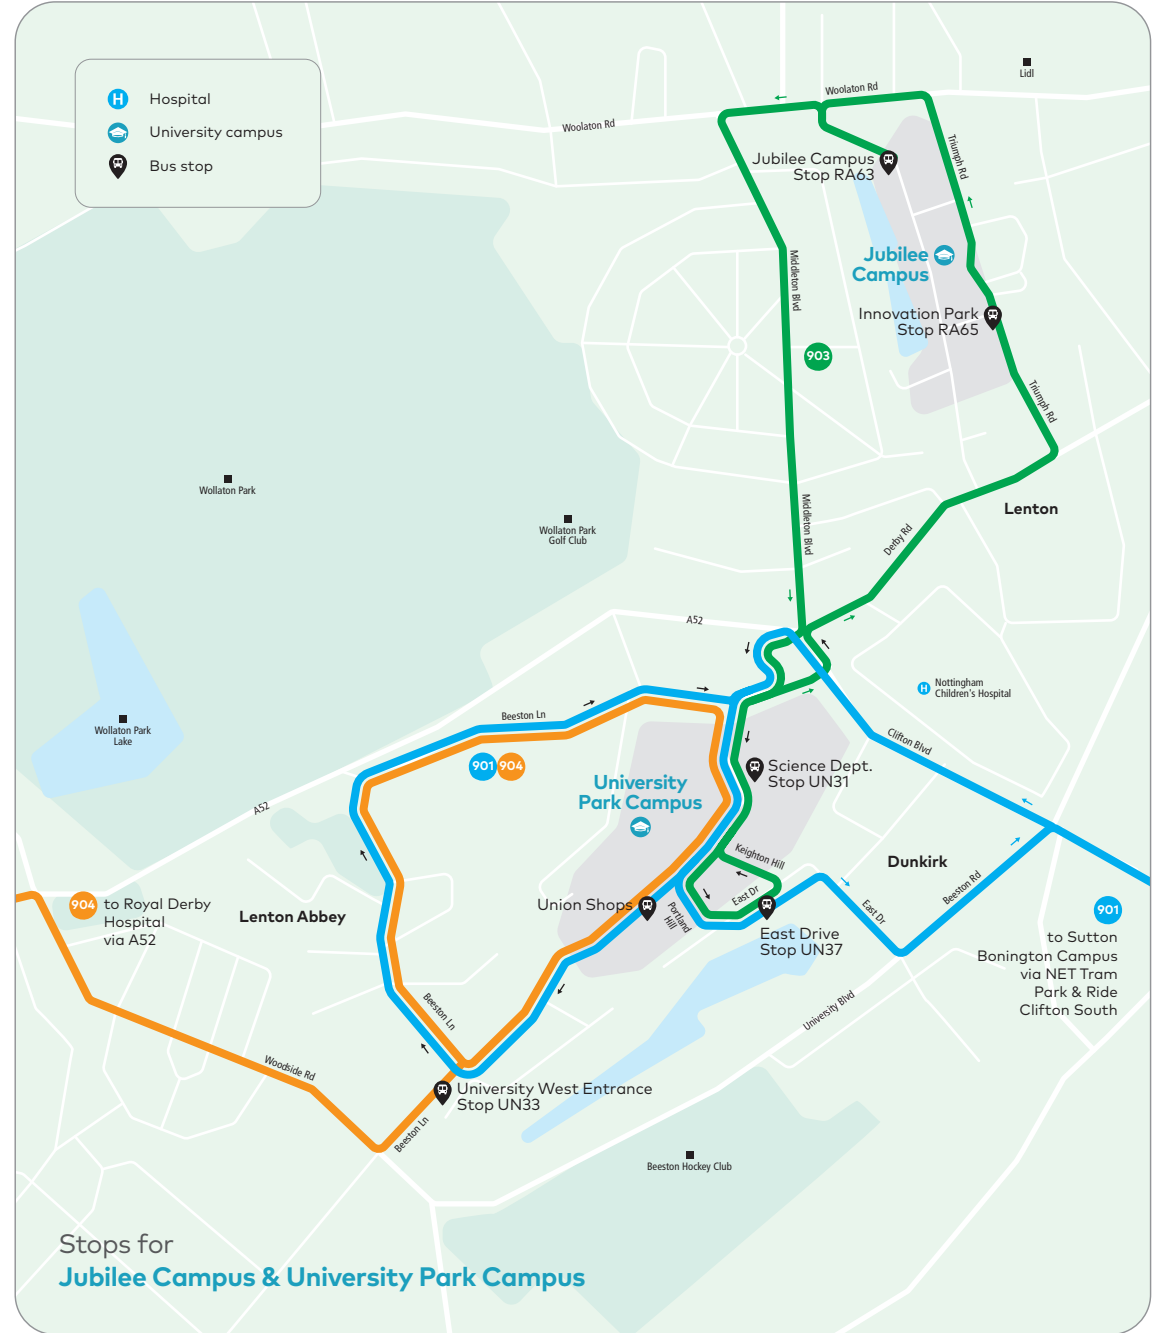 Hospital
University campus
Bus stop
Lidl
Woolaton Rd
Woolaton Rd
Triumph Rd
Jubilee Campus
Stop RA63
Jubilee
Campus
Middleton Blvd
Innovation Park
Stop RA65
903
Triumph Rd
Wollaton Park
Wollaton Park
Golf Club
Middleton Blvd
Lenton
Derby Rd
A52
Nottingham
Children's Hospital
Wollaton Park
Lake
Beeston Ln
Clifton Blvd
901
904
Science Dept.
Stop UN31
University
Park Campus
A52
Keighton Hill
Dunkirk
904
to Royal Derby
Hospital
via A52
Lenton Abbey
Union Shops
Portland
Hill
East Dr
East Dr
Beeston Rd
East Drive
Stop UN37
901
to Sutton
Bonington Campus
via NET Tram
Park & Ride
Clifton South
Beeston Ln
University Blvd
Woodside Rd
University West Entrance
Stop UN33
Beeston Ln
Beeston Hockey Club
Stops for
Jubilee Campus & University Park Campus